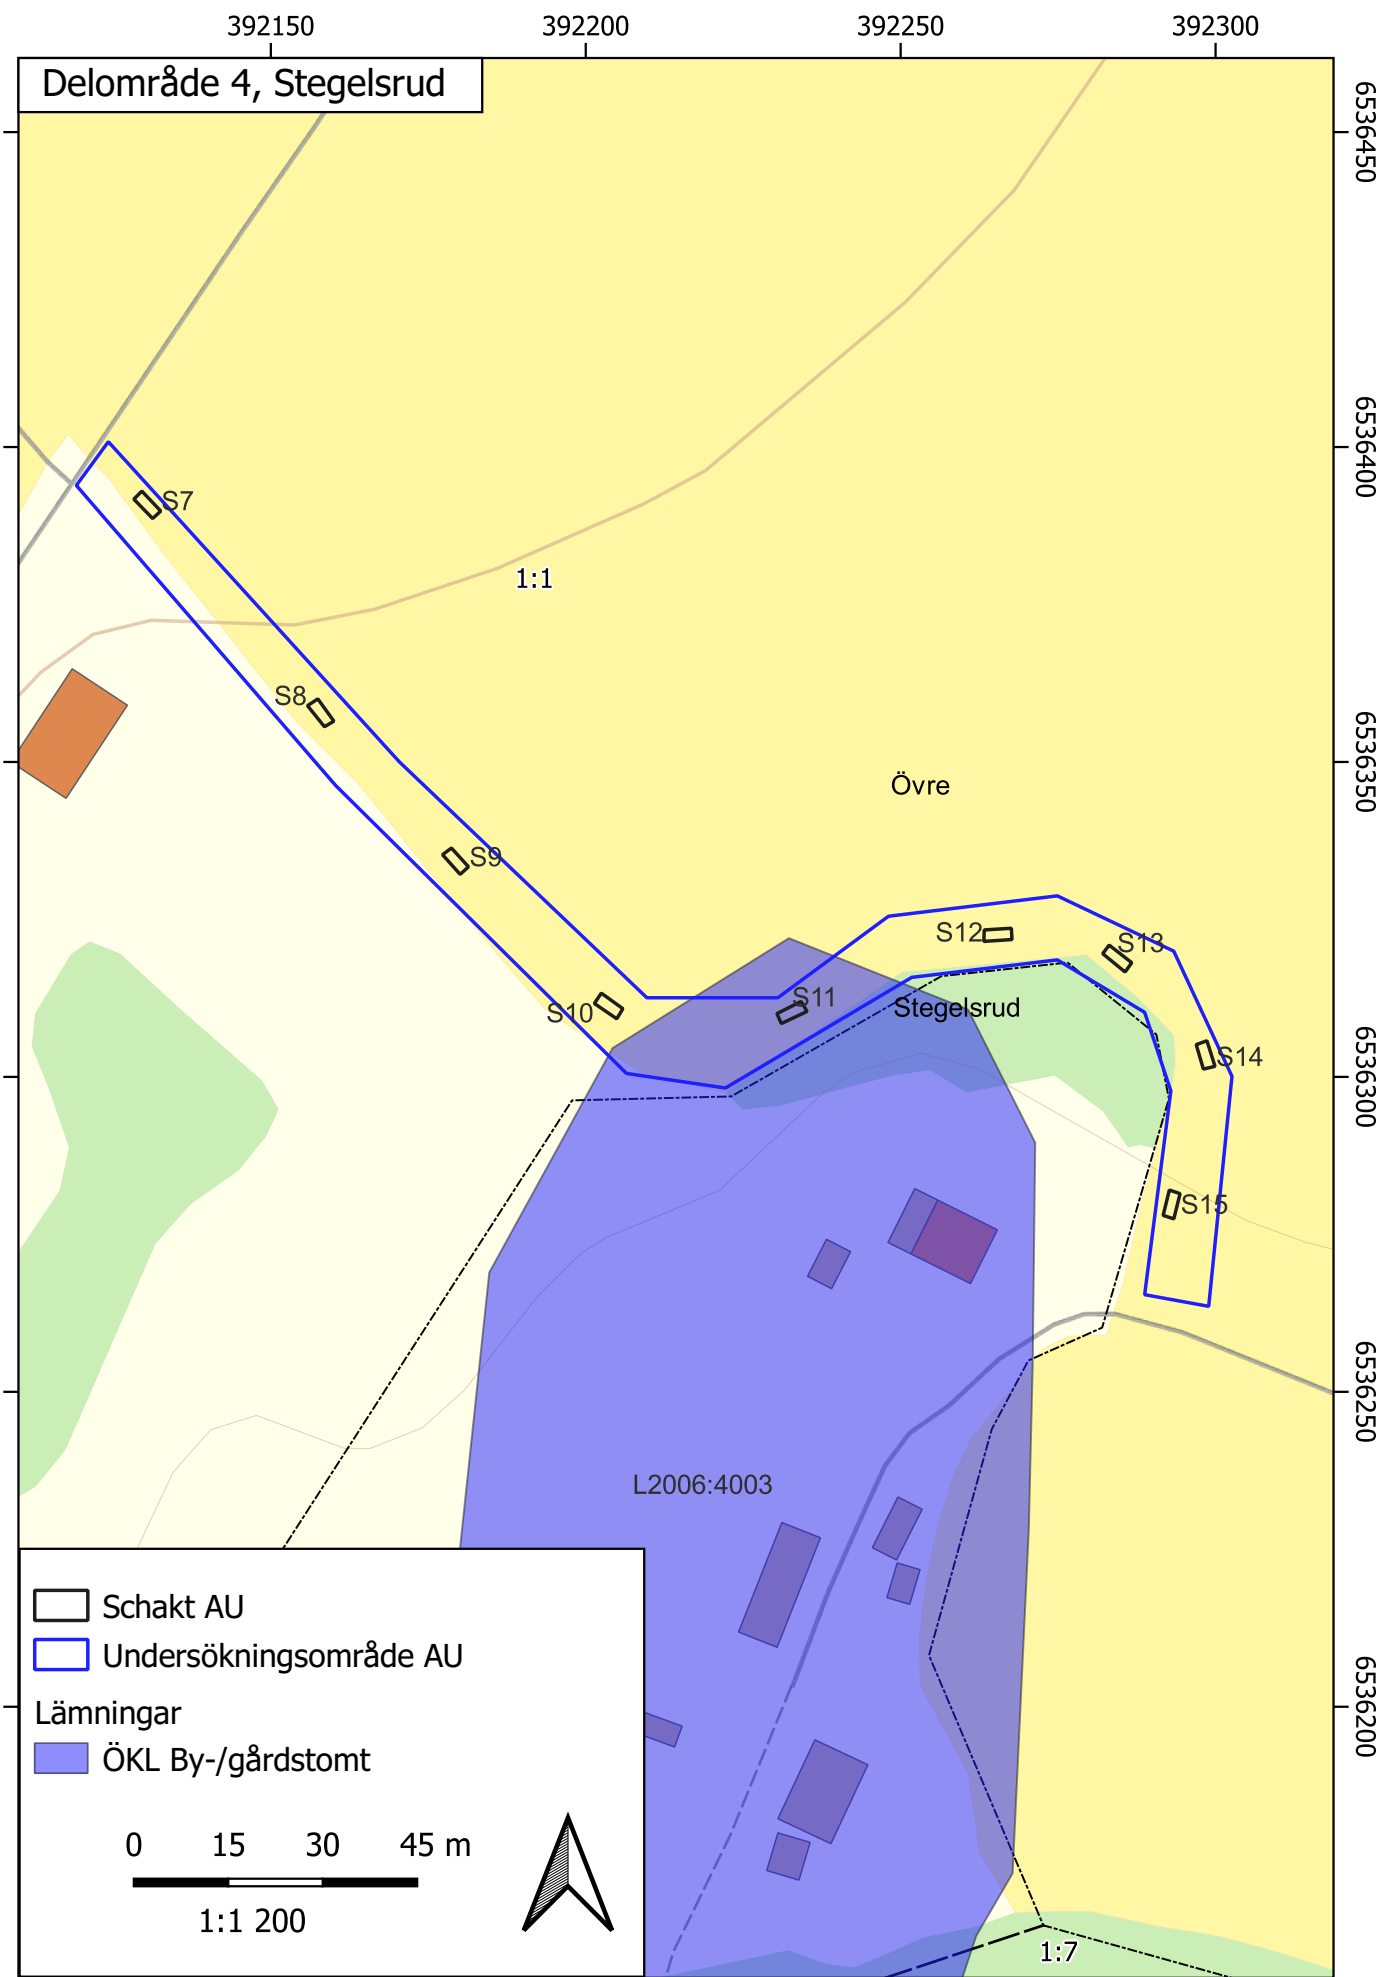 392150 392200 392250 392300
Delområde 4, Stegelsrud
6536450
6536400
S7
1:1
S8
6536350
Övre
S9
S12
S13
S10
S11
Stegelsrud
S14
6536300
S15
6536250
L2006:4003
Schakt AU
Undersökningsområde AU
Lämningar
6536200
ÖKL By-/gårdstomt
0 15 30 45 m
1:1 200
1:7